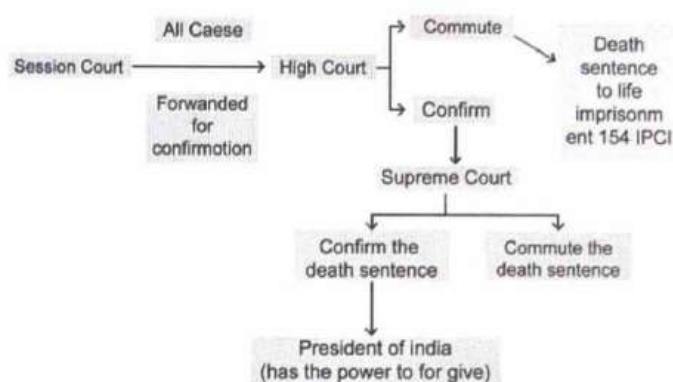 All Caese
Session Court
High Court
Forwanded
for
confirmotion
Commute
Confirm
Death
sentence
to life
imprisonm
ent 154 IPCI
Supreme Court
Confirm the
death sentence
Commute the
death sentence
President of india
(has the power to for give)